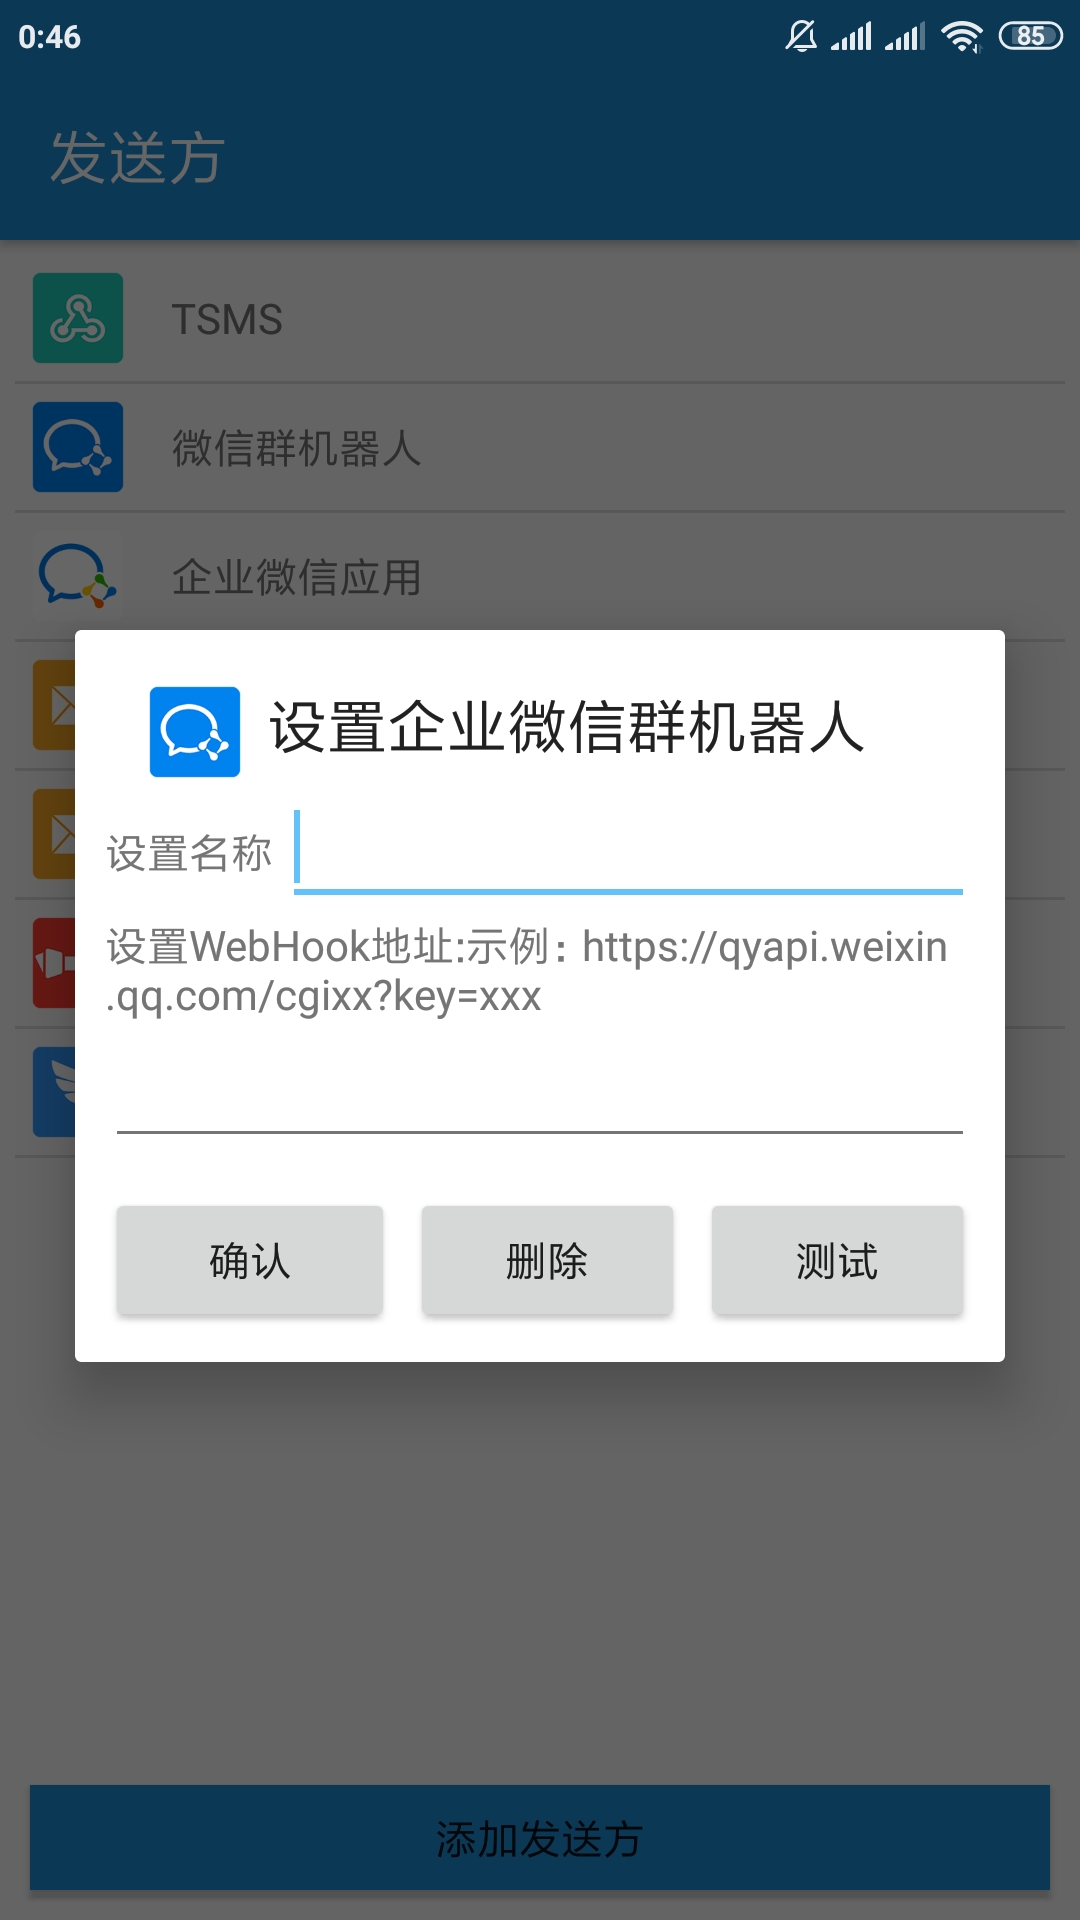 0:46
85
发送方
TSMS
微信群机器人
企业微信应用
设置企业微信群机器人
设置名称
设置WebHook地址:示例：https://qyapi.weixin
.qq.com/cgixx?key=xxx
确认
删除
测试
添加发送方